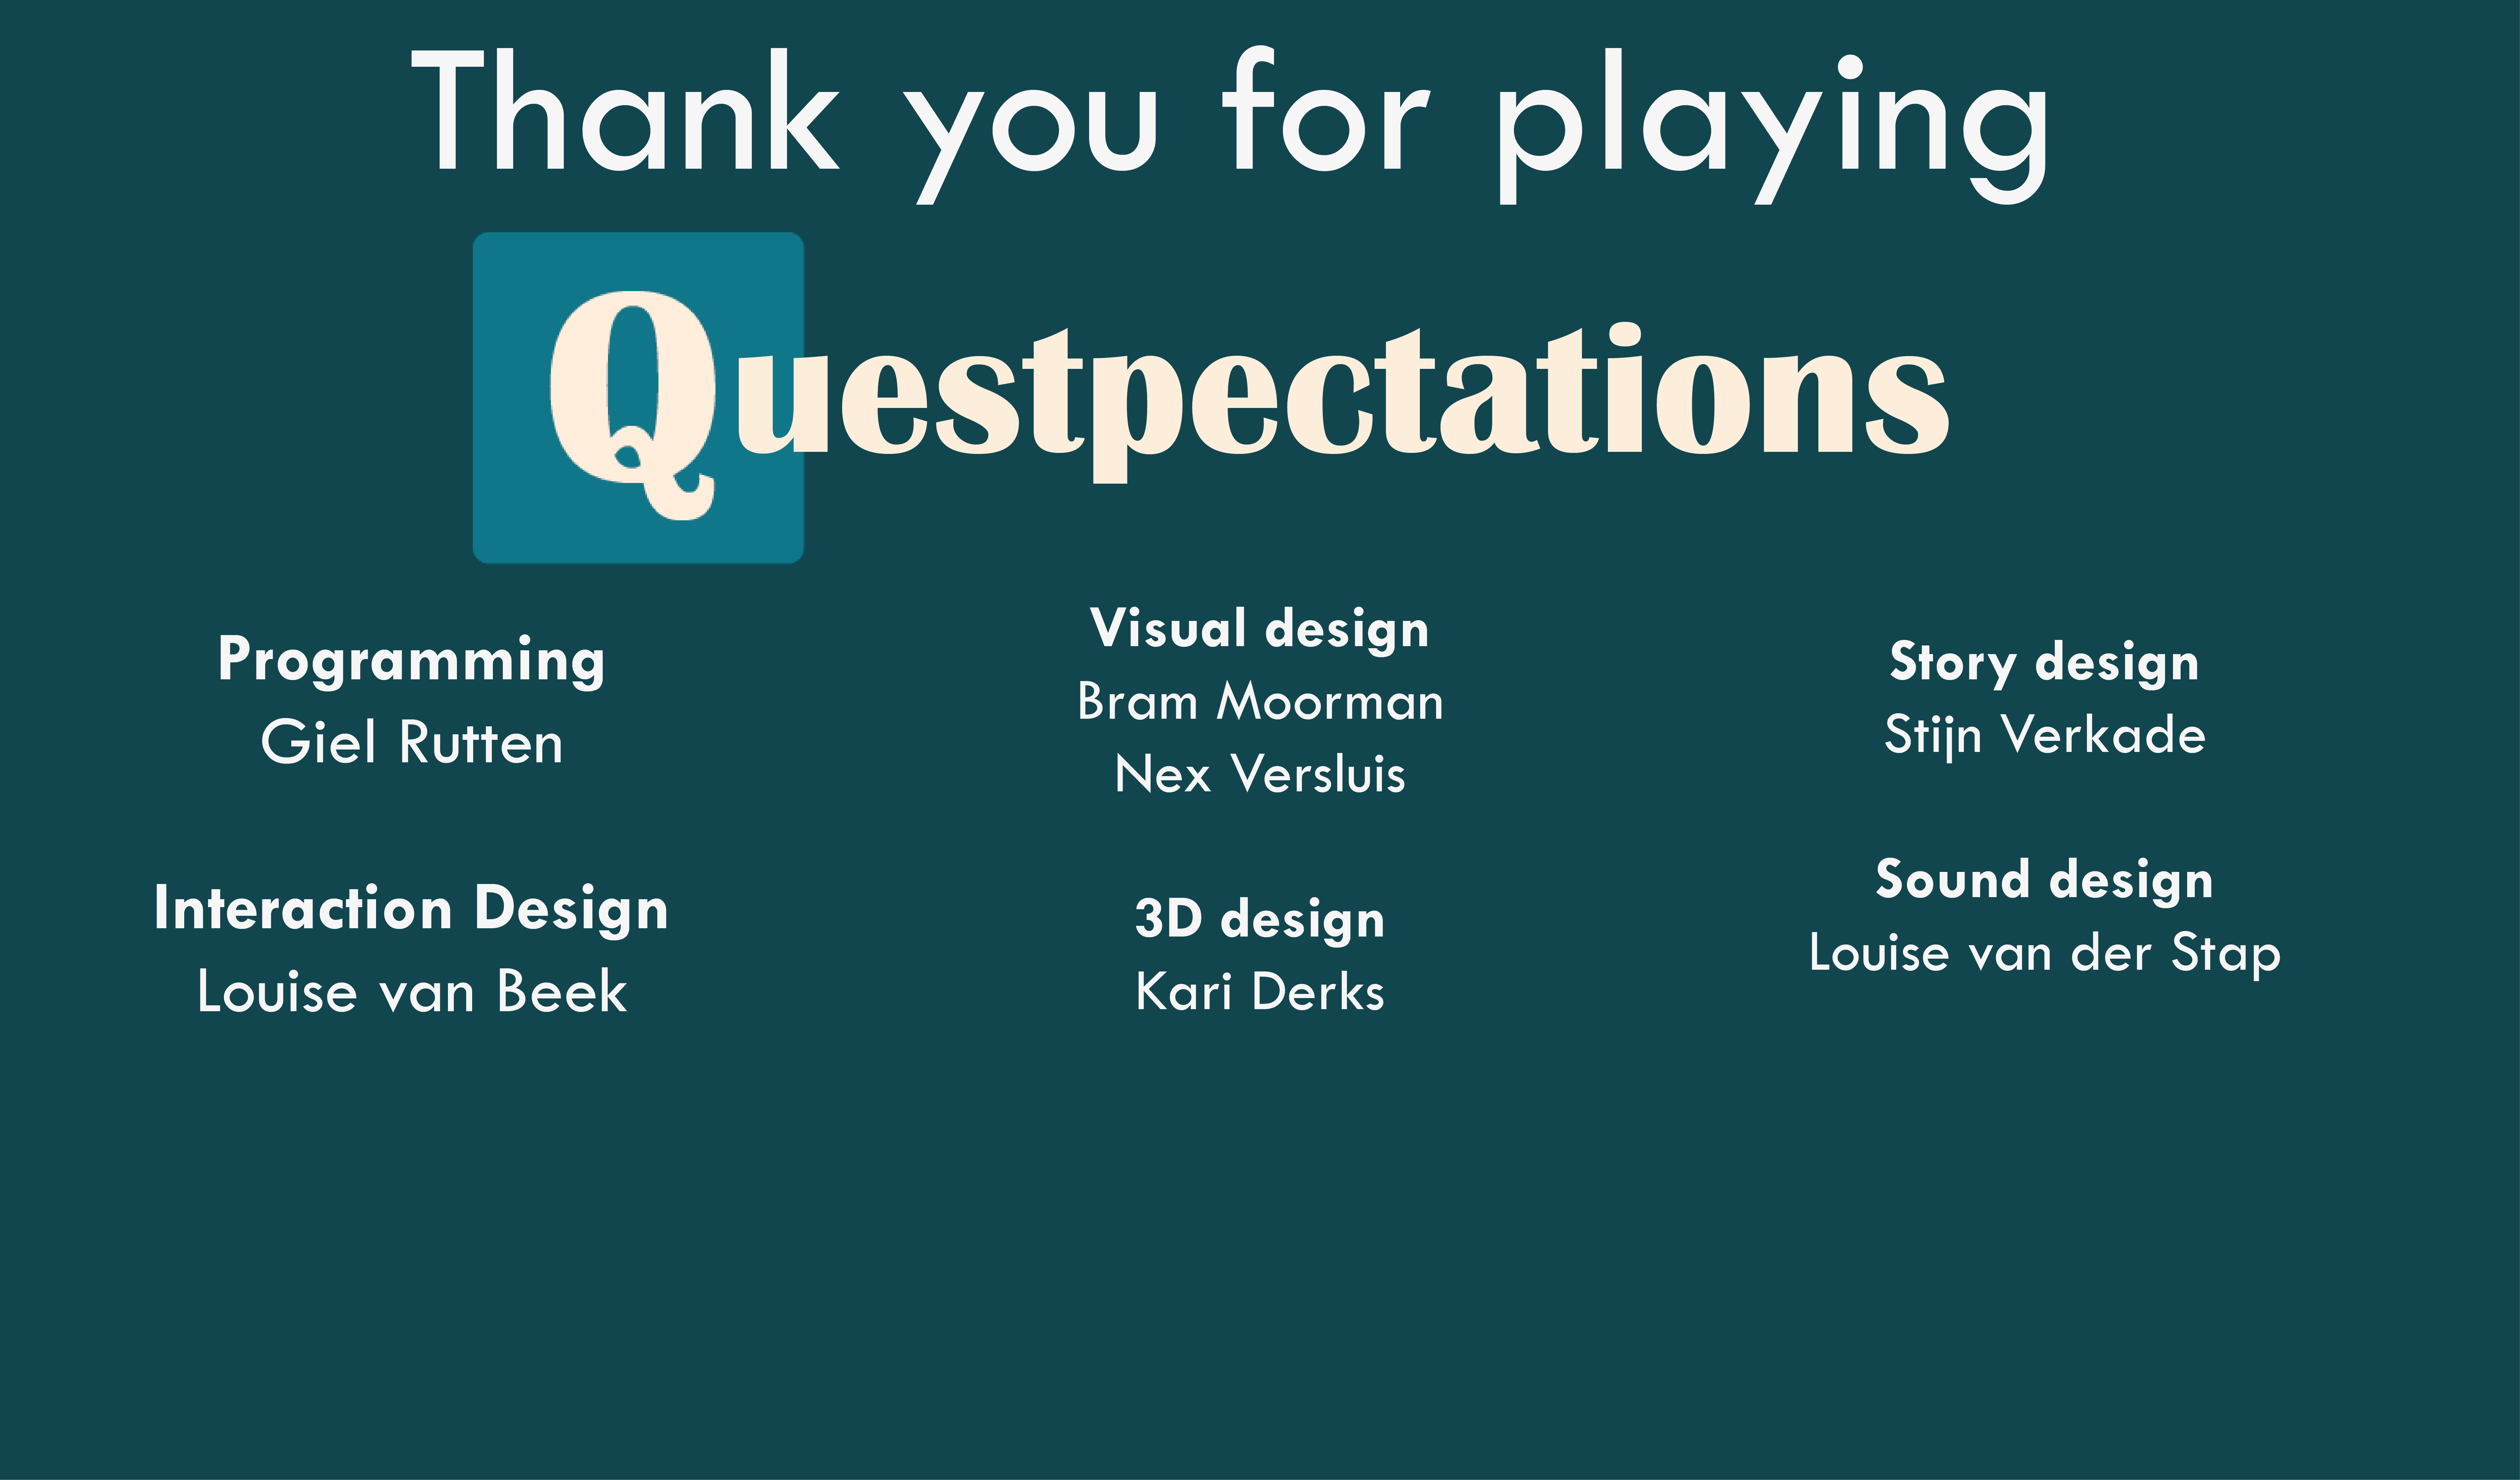 Thank you for playing
Questpectations
Programming
Giel Rutten
Interaction Design
Louise van Beek
Visual design
Bram Moorman
Nex Versluis
3D design
Kari Derks
Story design
Stijn Verkade
Sound design
Louise van der Stap